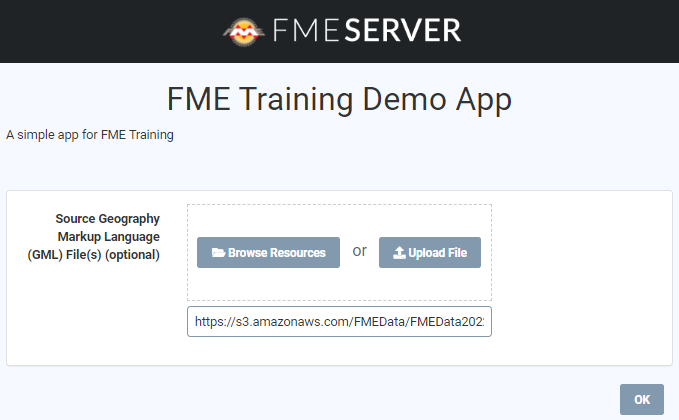 FMESERVER
FME Training Demo App
A simple app for FME Training
Source Geography
Markup Language
(GML) File(s) (optional)
Browse Resources or Upload File
https://s3.amazonaws.com/FMEData/FMEData202
OK